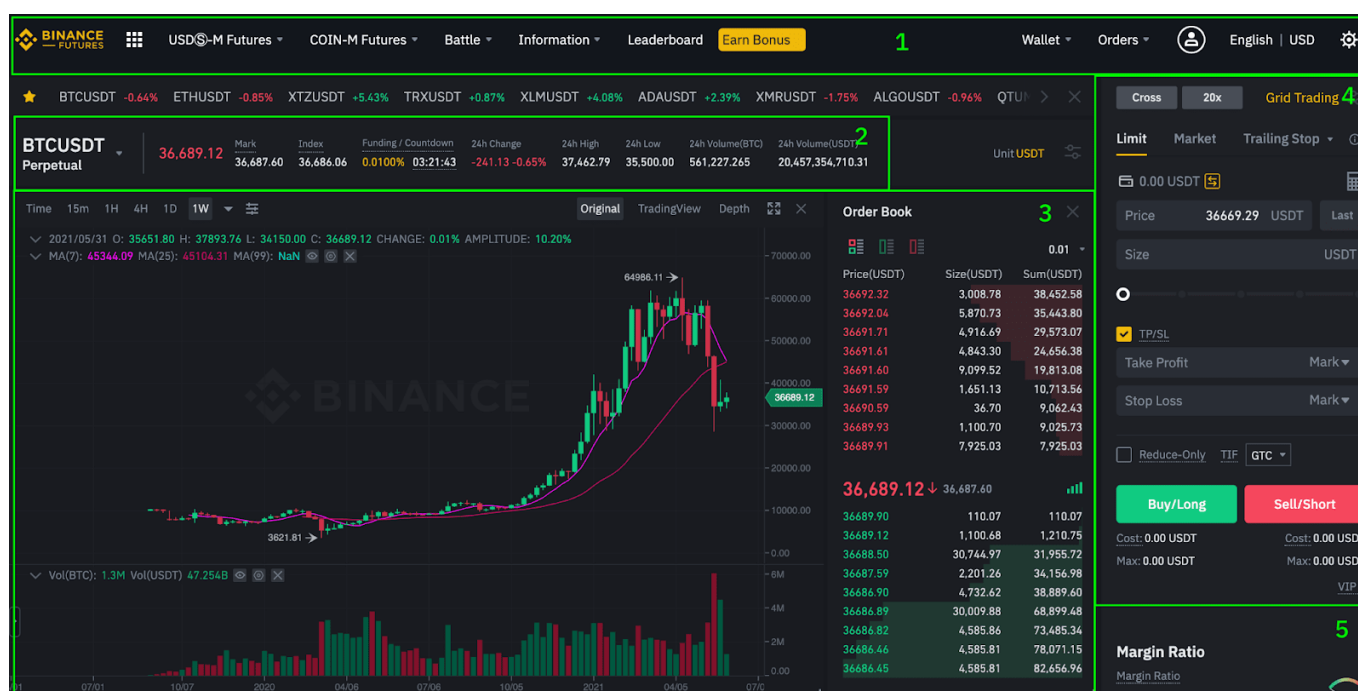 BINANCE FUTURES USDⓈ-M Futures COIN-M Futures Battle Information Leaderboard Earn Bonus 1 Wallet Orders English | USD
BTCUSDT -0.64% ETHUSDT -0.85% XTZUSDT +5.43% TRXUSDT +0.87% XLMUSDT +4.08% ADAUSDT +2.39% XMRUSDT -1.75% ALGOUSDT -0.96% QTUM
BTCUSDT
Perpetual
36,689.12
Mark
36,687.60
Index
36,686.06
Funding / Countdown
0.0100% 03:21:43
24h Change
-241.13 -0.65%
24h High
37,462.79
24h Low
35,500.00
24h Volume(BTC)
561,227.265
24h Volume(USDT)
20,457,354,710.31
2
Unit USDT
Time 15m 1H 4H 1D 1W Original TradingView Depth
2021/05/31 O: 35651.80 H: 37893.76 L: 34150.00 C: 36689.12 CHANGE: 0.01% AMPLITUDE: 10.20%
MA(7): 45344.09 MA(25): 45104.31 MA(99): NaN
70000.00
64986.11
60000.00
50000.00
40000.00
BINANCE
36689.12
30000.00
20000.00
10000.00
3621.81
0.00
Vol(BTC): 1.3M Vol(USDT) 47.254B
6M
4M
2M
0.00
01 07/01 10/07 2020 04/06 07/06 10/05 2021 04/05 07/0
Order Book 3
0.01
Price(USDT) Size(USDT) Sum(USDT)
36692.32 3,008.78 38,452.58
36692.04 5,870.73 35,443.80
36691.71 4,916.69 29,573.07
36691.61 4,843.30 24,656.38
36691.60 9,099.52 19,813.08
36691.59 1,651.13 10,713.56
36690.59 36.70 9,062.43
36689.93 1,100.70 9,025.73
36689.91 7,925.03 7,925.03
36,689.12 36,687.60
36689.90 110.07 110.07
36689.12 1,100.68 1,210.75
36688.50 30,744.97 31,955.72
36687.59 2,201.26 34,156.98
36686.90 4,732.62 38,889.60
36686.89 30,009.88 68,899.48
36686.82 4,585.86 73,485.34
36686.46 4,585.81 78,071.15
36686.45 4,585.81 82,656.96
Cross 20x Grid Trading 4
Limit Market Trailing Stop
0.00 USDT
Price 36669.29 USDT Last
Size USDT
TP/SL
Take Profit Mark
Stop Loss Mark
Reduce-Only TIF GTC
Buy/Long Sell/Short
Cost: 0.00 USDT Cost: 0.00 USD
Max: 0.00 USDT Max: 0.00 USD
VIP
5
Margin Ratio
Margin Ratio